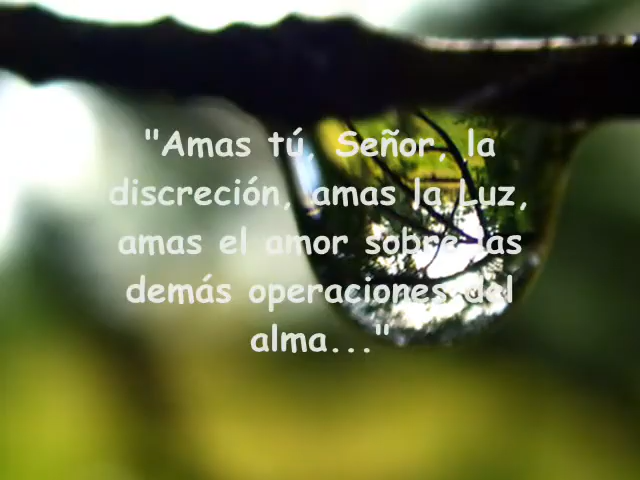 "Amas tú, Señor, la
discreción, amas la Luz,
amas el amor sobre las
demás operaciones del
alma..."